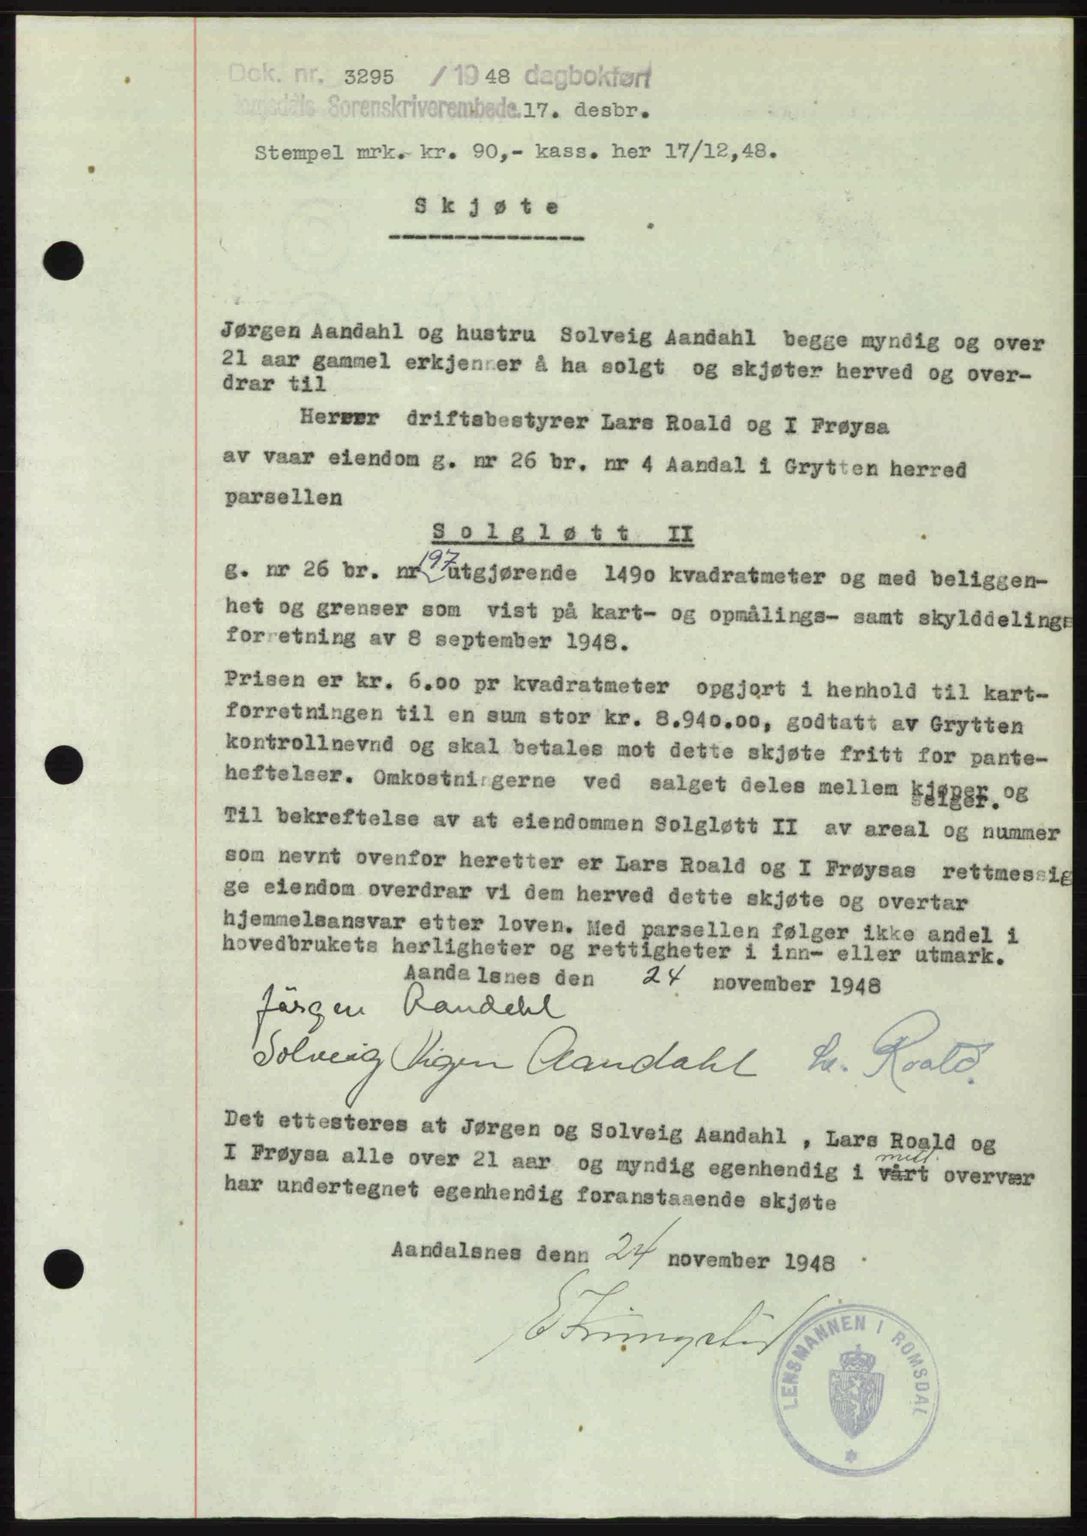 Dok. nr. 3295 /19 48 dagbokført
Romsdals Sorenskriverembede. 17. desbr.
Stempel mrk. kr. 90,- kass. her 17/12,48.
S k j ø t e
Jørgen Aandahl og hustru Solveig Aandahl begge myndig og over
21 aar gammel erkjenner å ha solgt og skjøter herved og over-
drar til
Herrer driftsbestyrer Lars Roald og I Frøysa
av vaar eiendom g. nr 26 br. nr 4 Aandal i Grytten herred
parsellen
S o l g l ø t t II
g. nr 26 br. nr 197 utgjørende 1490 kvadratmeter og med beliggen-
het og grenser som vist på kart- og opmålings- samt skylddelings
forretning av 8 september 1948.
Prisen er kr. 6.00 pr kvadratmeter opgjort i henhold til kart-
forretningen til en sum stor kr. 8.940.00, godtatt av Grytten
kontrollnevnd og skal betales mot dette skjøte fritt for pante-
heftelser. Omkostningerne ved salget deles mellem kjøper og
selger.
Til bekreftelse av at eiendommen Solgløtt II av areal og nummer
som nevnt ovenfor heretter er Lars Roald og I Frøysas rettmessig
ge eiendom overdrar vi dem herved dette skjøte og overtar
hjemmelsansvar etter loven. Med parsellen følger ikke andel i
hovedbrukets herligheter og rettigheter i inn- eller utmark.
Aandalsnes den 24 november 1948
Jørgen Aandahl
Solveig Aandahl L. Roald.
Det ettesteres at Jørgen og Solveig Aandahl , Lars Roald og
I Frøysa alle over 21 aar og myndig egenhendig i vårt mitt overvær
har undertegnet egenhendig foranstaaende skjøte
Aandalsnes denn 24 november 1948
LENSMANNEN I ROMSDAL